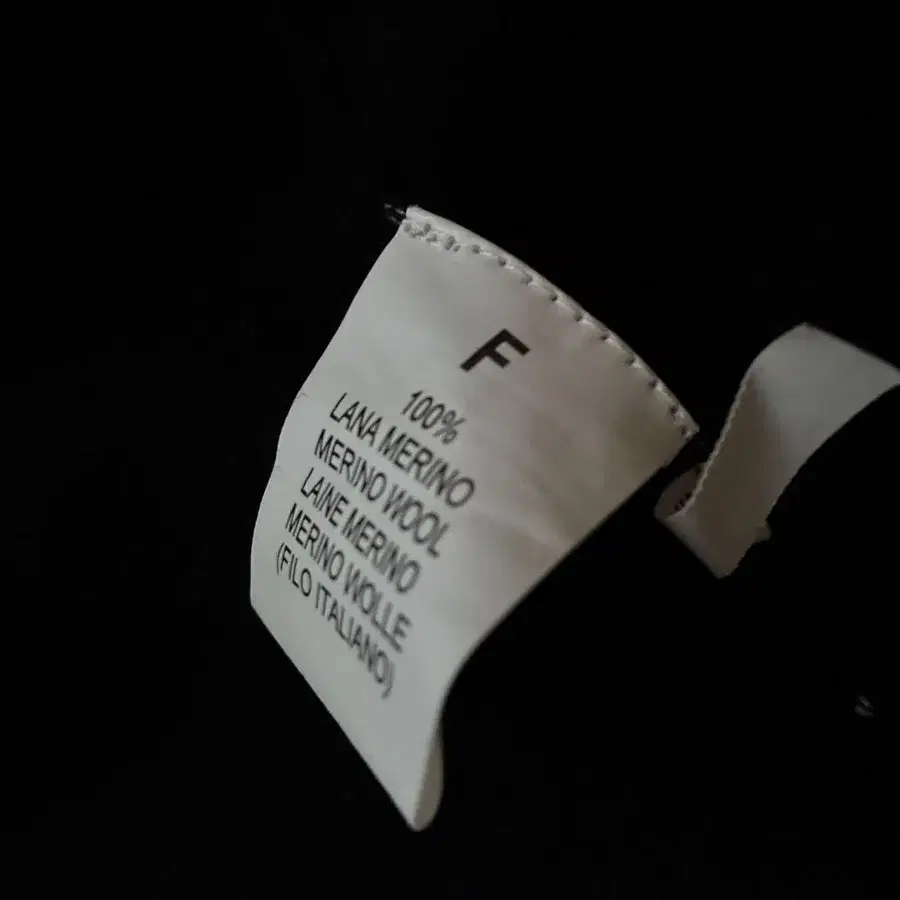 F
100%
LANA MERINO
MERINO WOOL
LAINE MERINO
MERINO WOLLE
(FILO ITALIANO)